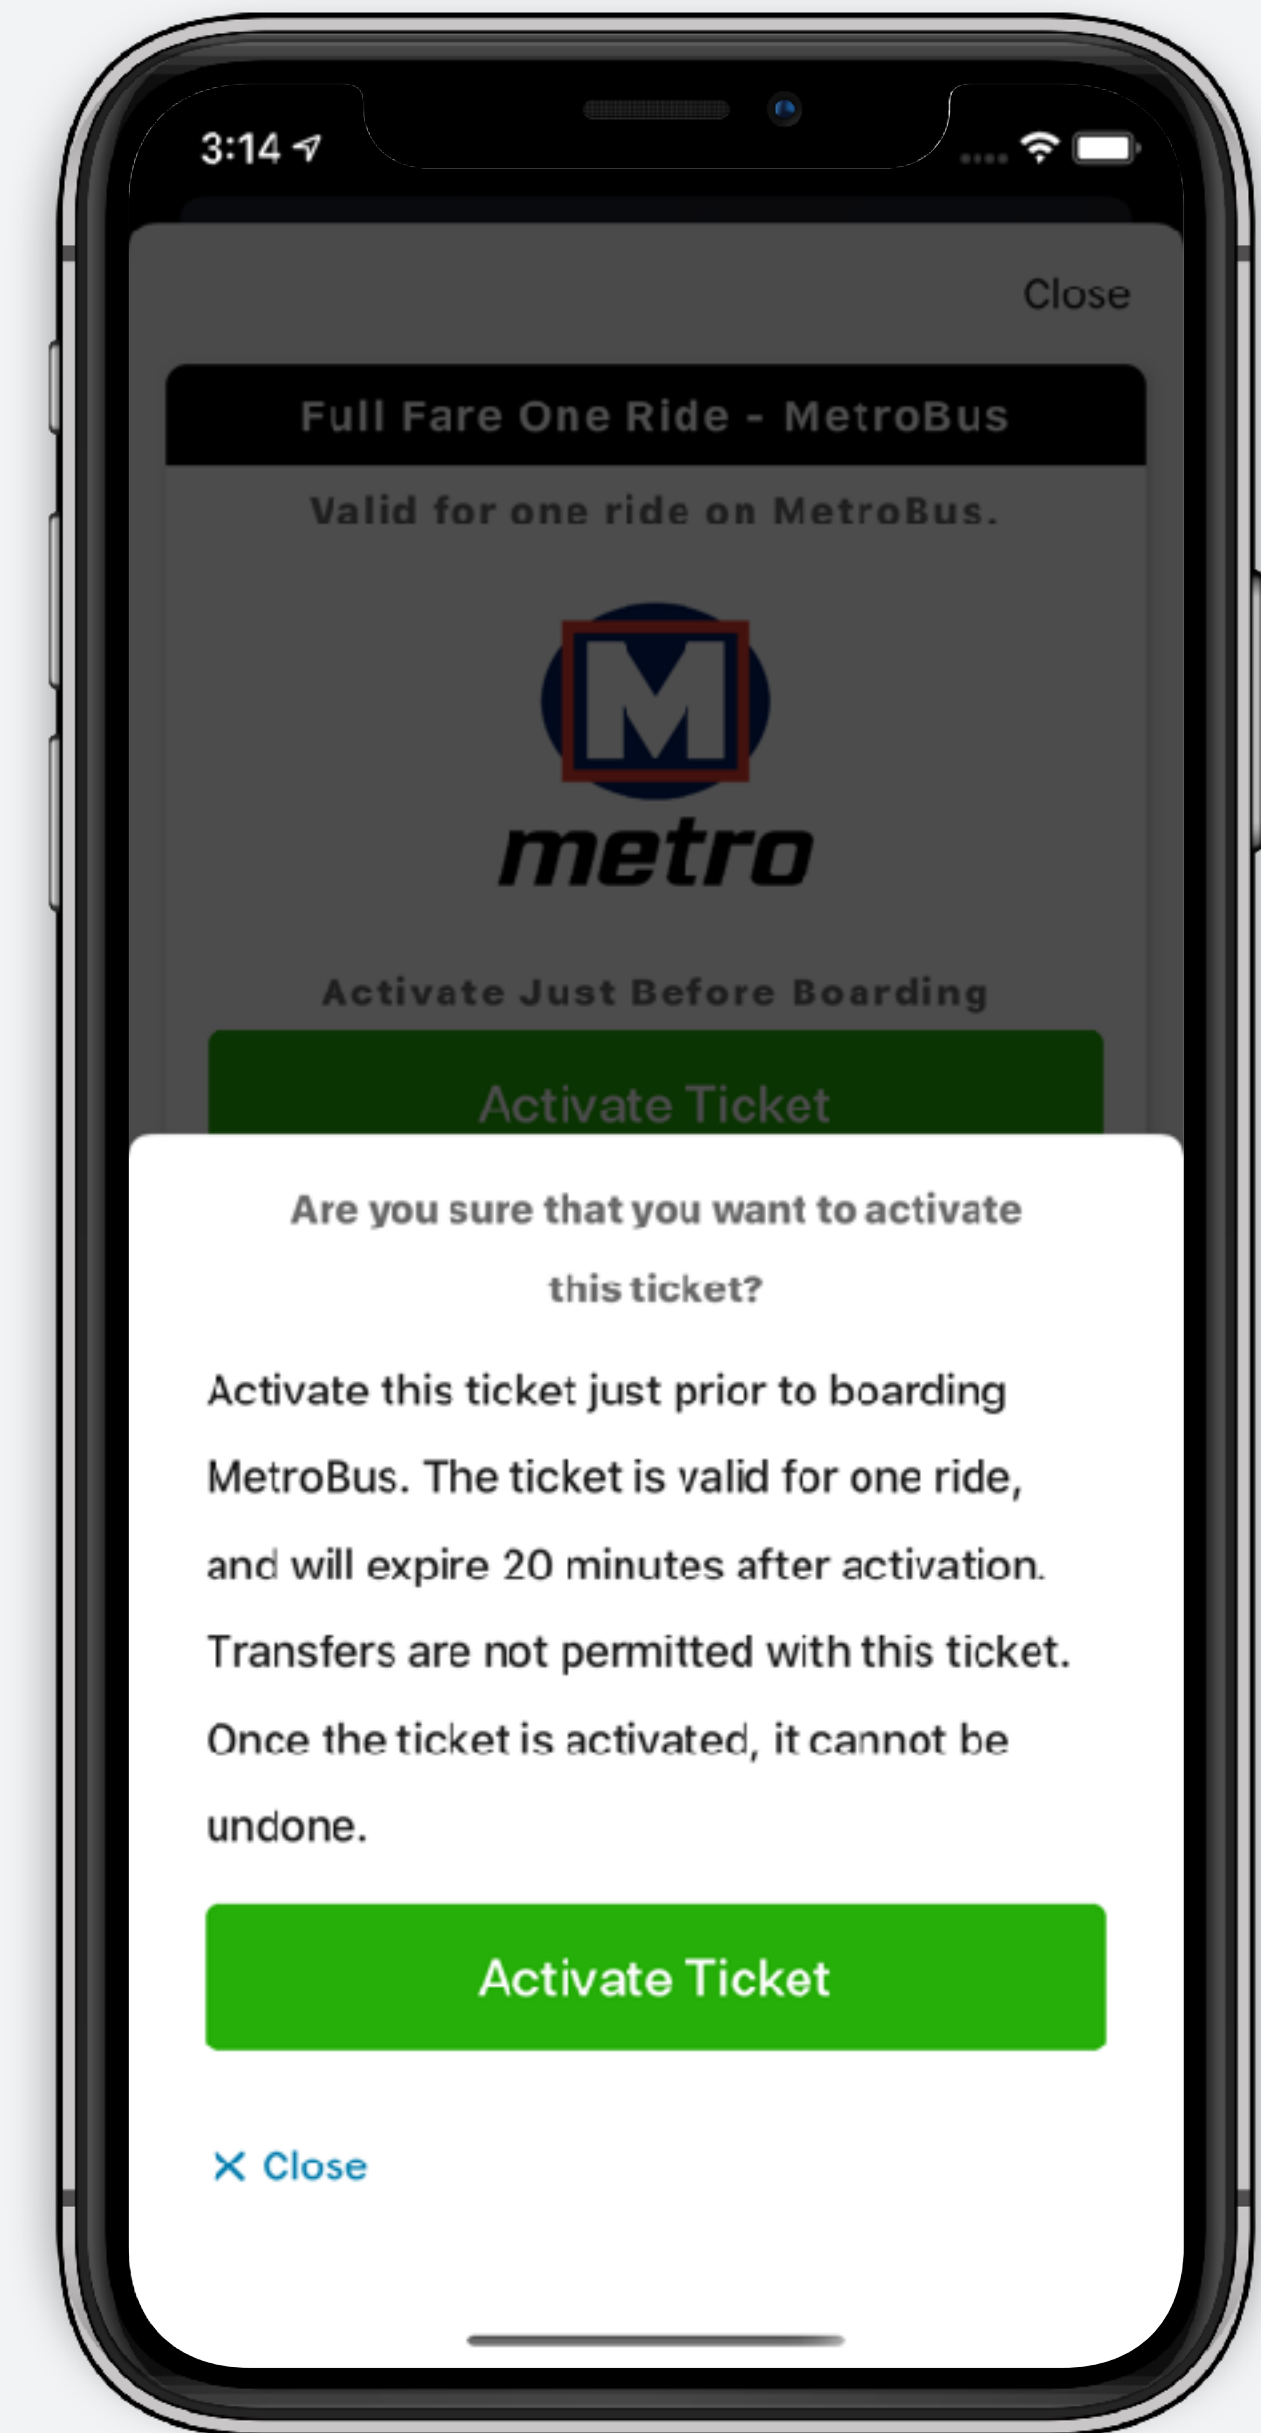 3:14
Close
Full Fare One Ride - MetroBus
Valid for one ride on MetroBus.
M
metro
Activate Just Before Boarding
Activate Ticket
Are you sure that you want to activate
this ticket?
Activate this ticket just prior to boarding
MetroBus. The ticket is valid for one ride,
and will expire 20 minutes after activation.
Transfers are not permitted with this ticket.
Once the ticket is activated, it cannot be
undone.
Activate Ticket
Close